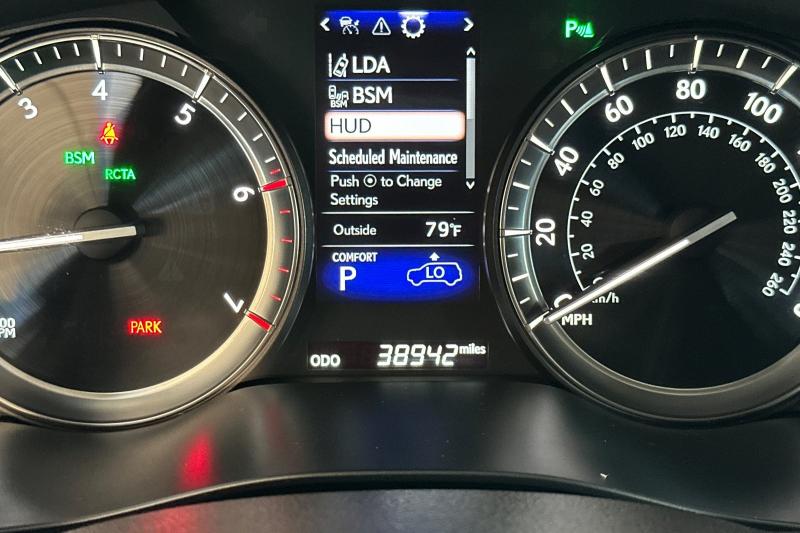 LDA
BSM
BSM
HUD
Scheduled Maintenance
Push to Change
Settings
Outside 79°F
COMFORT
P LO
ODO 38942 miles
3 4 5 6 7
BSM
RCTA
PARK
P
0 20 40 60 80 100
20 40 60 80 100 120 140 160 180 200 220 240 260
MPH